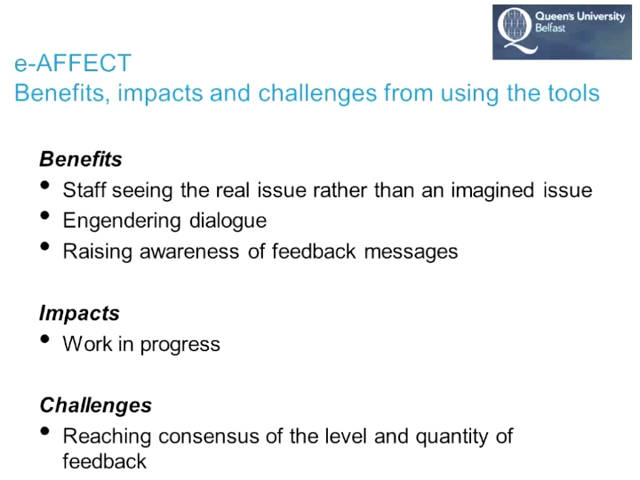 Queen's University
Belfast
e-AFFECT
Benefits, impacts and challenges from using the tools
Benefits
• Staff seeing the real issue rather than an imagined issue
• Engendering dialogue
• Raising awareness of feedback messages
Impacts
• Work in progress
Challenges
• Reaching consensus of the level and quantity of
feedback